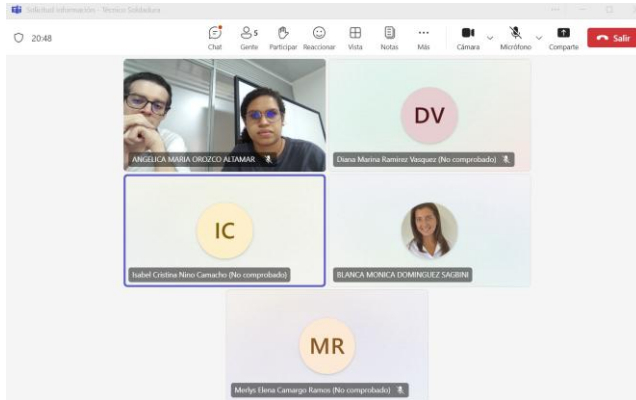 Solicitud información - Técnico Soldadura
20:48
5
Chat
Gente
Participar
Reaccionar
Vista
Notas
Más
Cámara
Micrófono
Comparte
Salir
ANGELICA MARIA OROZCO ALTAMAR
DV
Diana Marina Ramirez Vasquez (No comprobado)
IC
Isabel Cristina Nino Camacho (No comprobado)
BLANCA MONICA DOMINGUEZ SAGBINI
MR
Merlys Elena Camargo Ramos (No comprobado)